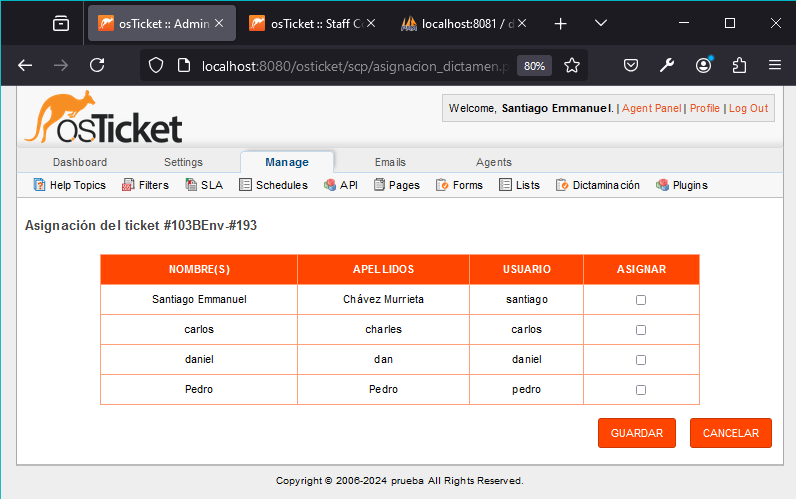 osTicket :: Admin
osTicket :: Staff Co
localhost:8081 / d
localhost:8080/osticket/scp/asignacion_dictamen.p
80%
osTicket
Welcome, Santiago Emmanuel. | Agent Panel | Profile | Log Out
Dashboard Settings Manage Emails Agents
Help Topics Filters SLA Schedules API Pages Forms Lists Dictaminación Plugins
Asignación del ticket #103BEnv-#193
NOMBRE(S) APELLIDOS USUARIO ASIGNAR
Santiago Emmanuel Chávez Murrieta santiago
carlos charles carlos
daniel dan daniel
Pedro Pedro pedro
GUARDAR CANCELAR
Copyright © 2006-2024 prueba All Rights Reserved.